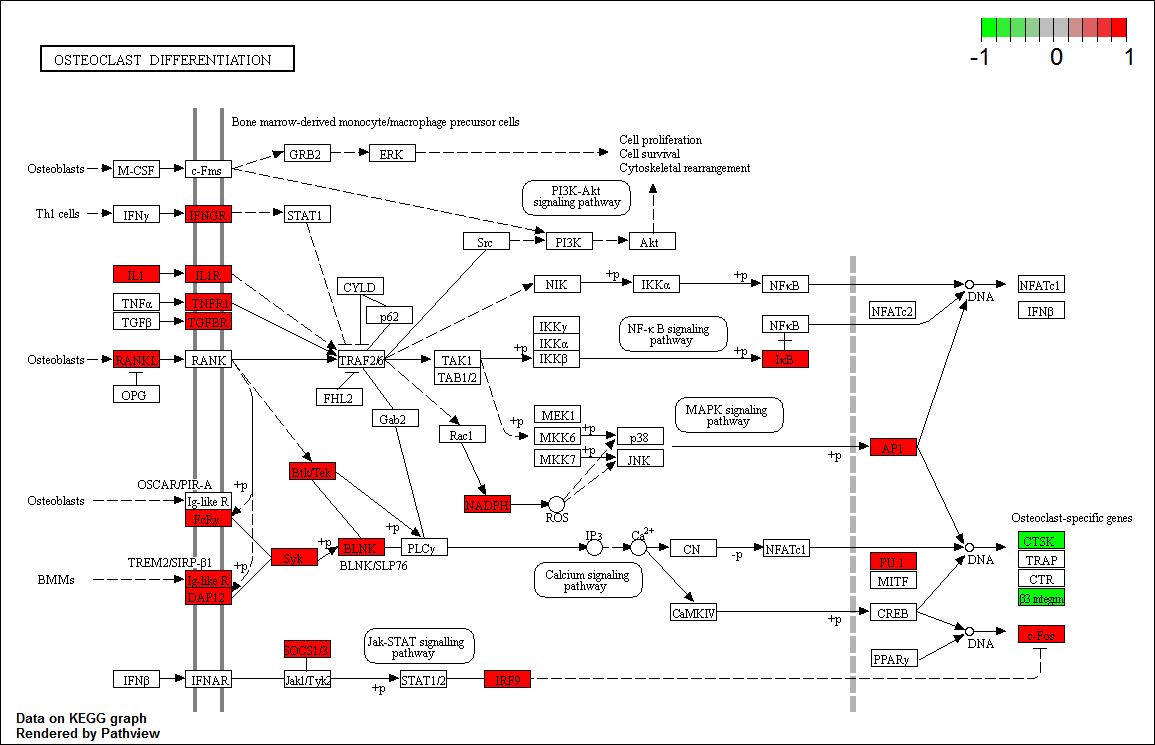 -1 0 1
OSTEOCLAST DIFFERENTIATION
Bone marrow-derived monocyte/macrophage precursor cells
Cell proliferation
Cell survival
Cytoskeletal rearrangement
GRB2 ERK
Osteoblasts M-CSF c-Fms
PI3K-Akt
signaling pathway
Th1 cells IFNγ IFNGR STAT1
Src PI3K Akt
IL1 IL1R
CYLD NIK +p IKKα +p NFκB NFATc1
DNA
TNFα TNFR1
p62 NFATc2 IFNβ
TGFβ TGFBR
IKKγ NF-κB signaling
pathway NFκB
IKKα
Osteoblasts RANKL RANK TRAF2/6 TAK1 +p IKKβ +p IκB
TAB1/2
OPG FHL2
Gab2 MEK1 MAPK signaling
pathway
+p
Rac1 MKK6 +p p38
AP1
+p
MKK7 +p JNK
Btk/Tek
OSCAR/PIR-A +p
Osteoblasts Ig-like R
NADPH ROS
FcRγ
Osteoclast-specific genes
+p IP3 Ca2+
Syk +p BLNK PLCγ CN -p NFATc1 DNA CTSK
TREM2/SIRP-β1 BLNK/SLP76
PU.1 TRAP
+p
BMMs Ig-like R Calcium signaling
pathway MITF CTR
DAP12 β3 integrin
CaMKIV +p CREB
DNA c-Fos
SOCS1/3 Jak-STAT signalling
pathway
PPARγ
IFNβ IFNAR Jak1/Tyk2 +p STAT1/2 IRF9
Data on KEGG graph
Rendered by Pathview